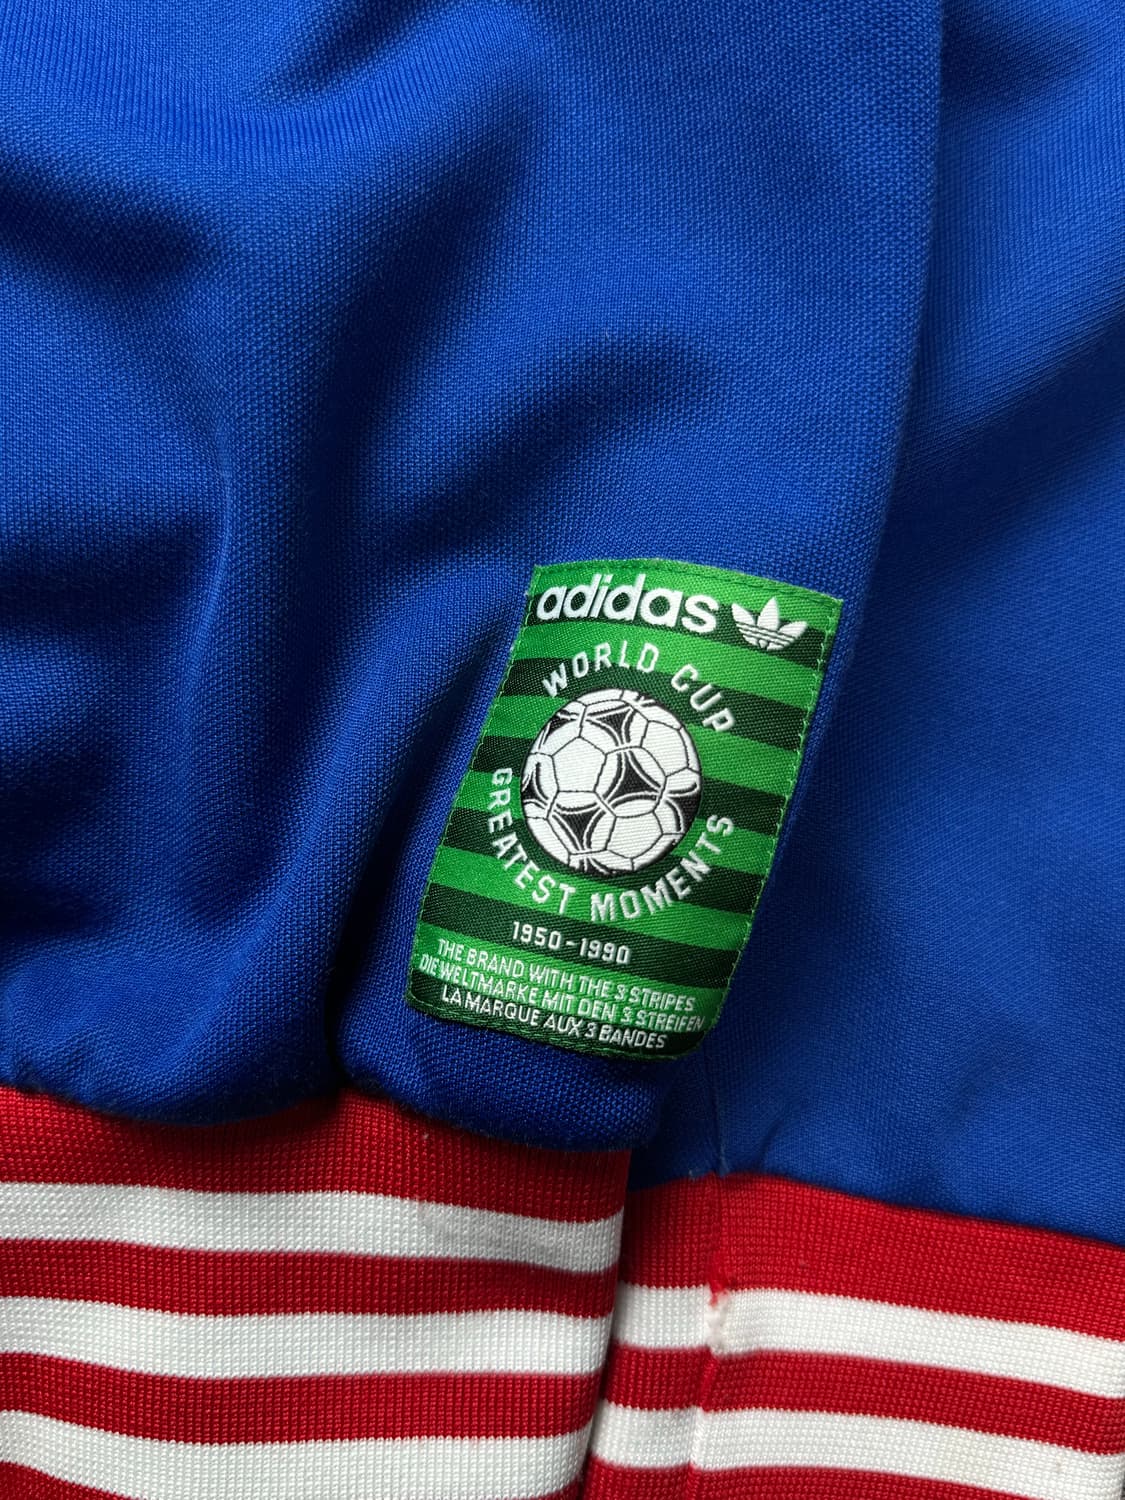 adidas
WORLD CUP
GREATEST MOMENTS
1950-1990
THE BRAND WITH THE 3 STRIPES
DIE WELTMARKE MIT DEN 3 STREIFEN
LA MARQUE AUX 3 BANDES